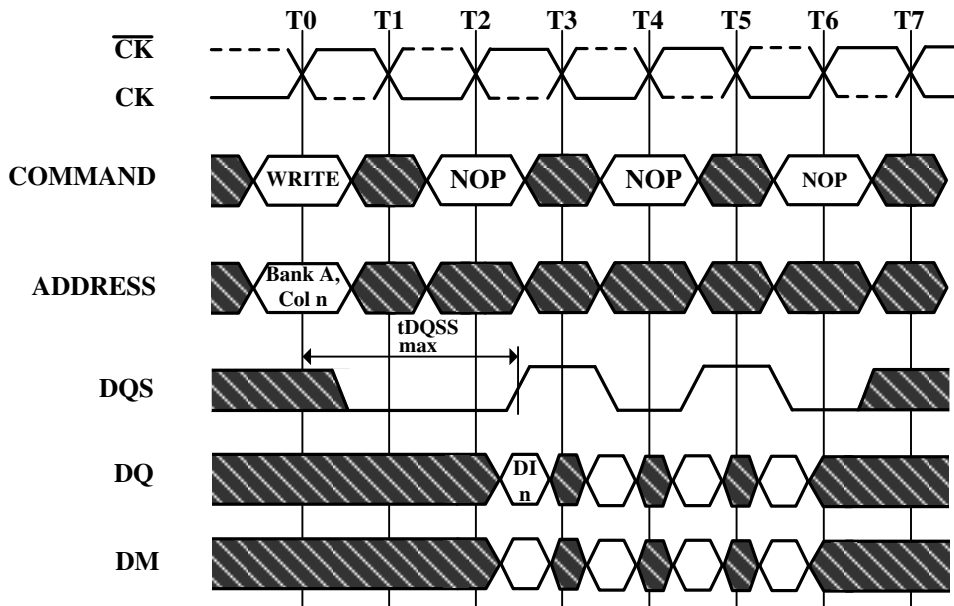 T0 T1 T2 T3 T4 T5 T6 T7
CK
CK
COMMAND
WRITE NOP NOP NOP
ADDRESS
Bank A,
Col n
tDQSS
max
DQS
DQ
DI
n
DM